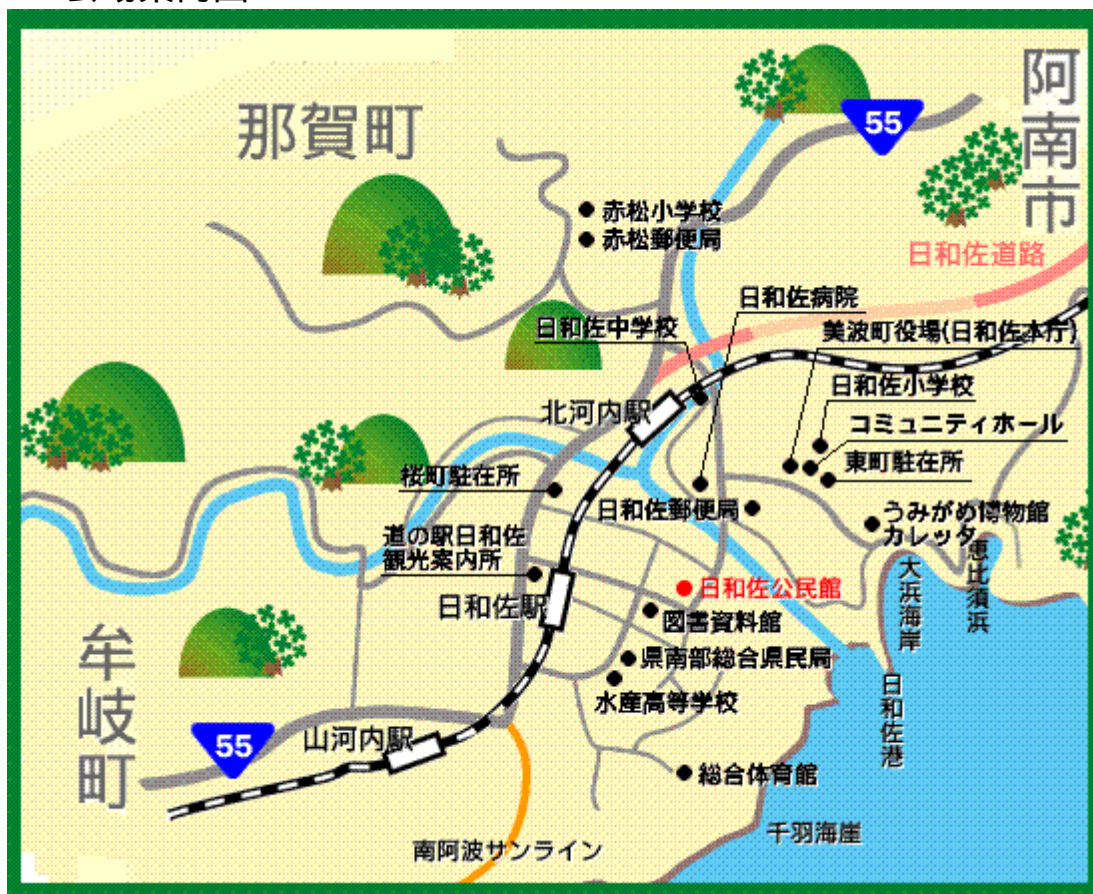 那賀町
阿南市
55
赤松小学校
赤松郵便局
日和佐道路
日和佐病院
日和佐中学校
美波町役場(日和佐本庁)
日和佐小学校
北河内駅
コミュニティホール
桜町駐在所
東町駐在所
日和佐郵便局
うみがめ博物館
カレッタ
道の駅日和佐
観光案内所
恵比須浜
大浜海岸
日和佐公民館
日和佐駅
図書資料館
牟岐町
県南部総合県民局
水産高等学校
日和佐港
山河内駅
55
総合体育館
千羽海崖
南阿波サンライン